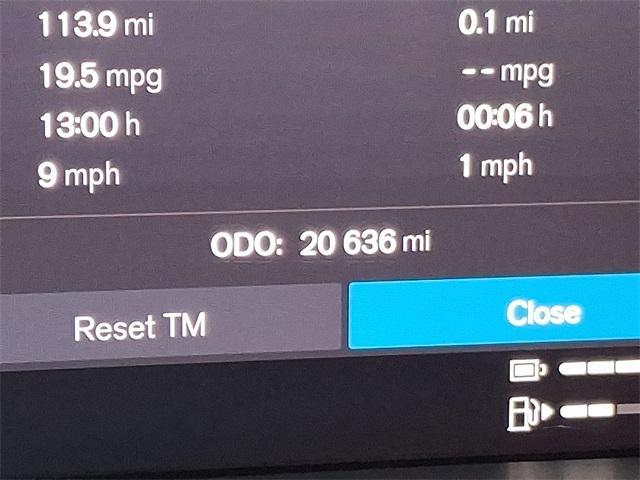 113.9 mi 0.1 mi
19.5 mpg -- mpg
13:00 h 00:06 h
9 mph 1 mph
ODO: 20 636 mi
Reset TM Close